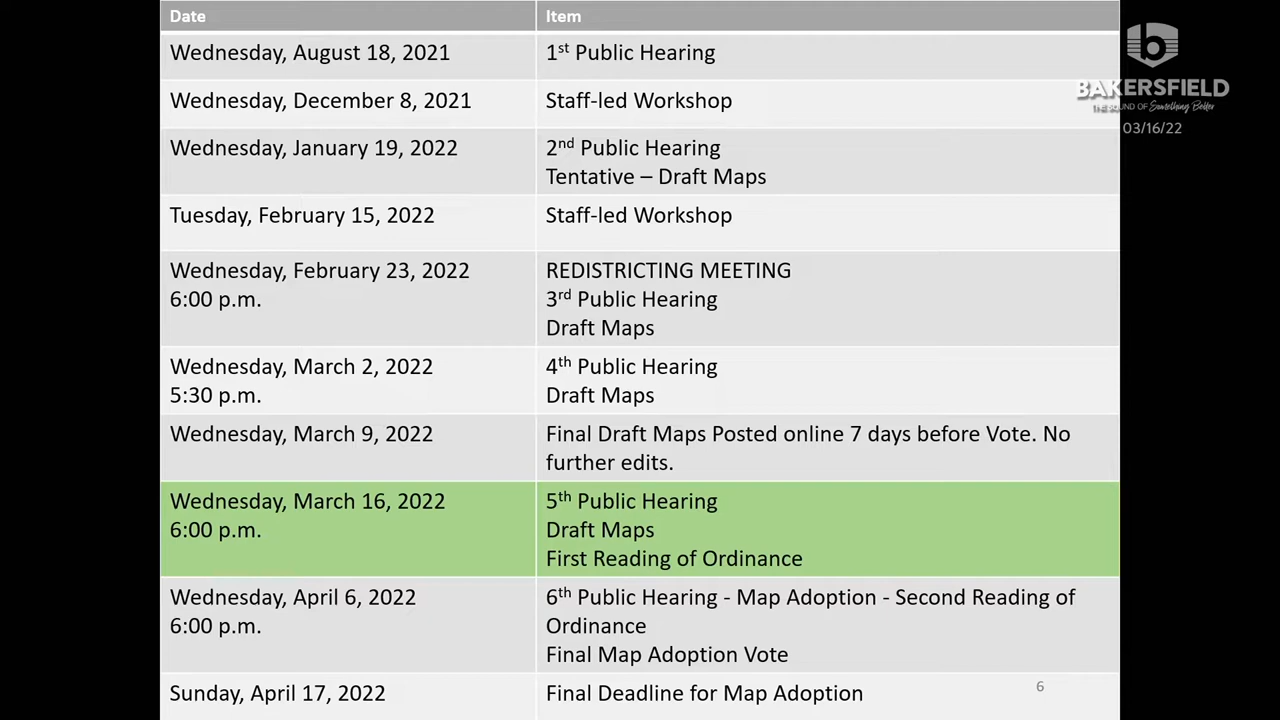 Date Item
Wednesday, August 18, 2021 1st Public Hearing
Wednesday, December 8, 2021 Staff-led Workshop
Wednesday, January 19, 2022 2nd Public Hearing
Tentative – Draft Maps
Tuesday, February 15, 2022 Staff-led Workshop
Wednesday, February 23, 2022 REDISTRICTING MEETING
6:00 p.m. 3rd Public Hearing
Draft Maps
Wednesday, March 2, 2022 4th Public Hearing
5:30 p.m. Draft Maps
Wednesday, March 9, 2022 Final Draft Maps Posted online 7 days before Vote. No
further edits.
Wednesday, March 16, 2022 5th Public Hearing
6:00 p.m. Draft Maps
First Reading of Ordinance
Wednesday, April 6, 2022 6th Public Hearing - Map Adoption - Second Reading of
6:00 p.m. Ordinance
Final Map Adoption Vote
Sunday, April 17, 2022 Final Deadline for Map Adoption
6
b
BAKERSFIELD
THE SOUND OF Something Better
03/16/22